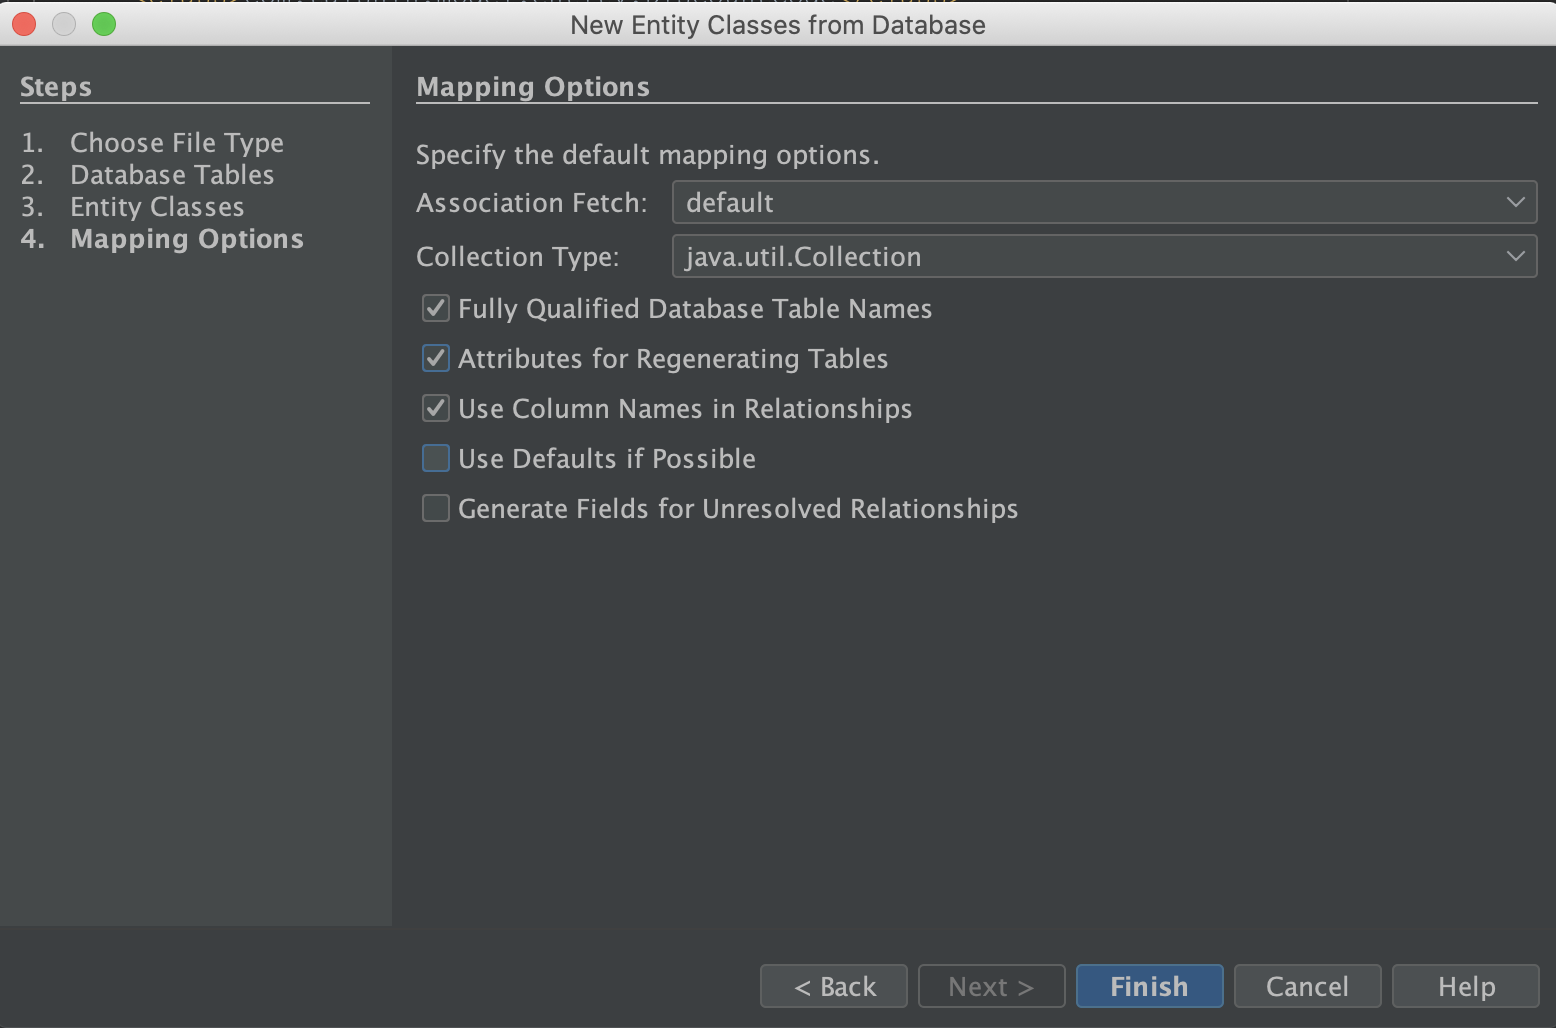 New Entity Classes from Database
Steps
1. Choose File Type
2. Database Tables
3. Entity Classes
4. Mapping Options
Mapping Options
Specify the default mapping options.
Association Fetch: default
Collection Type: java.util.Collection
Fully Qualified Database Table Names
Attributes for Regenerating Tables
Use Column Names in Relationships
Use Defaults if Possible
Generate Fields for Unresolved Relationships
< Back Next > Finish Cancel Help